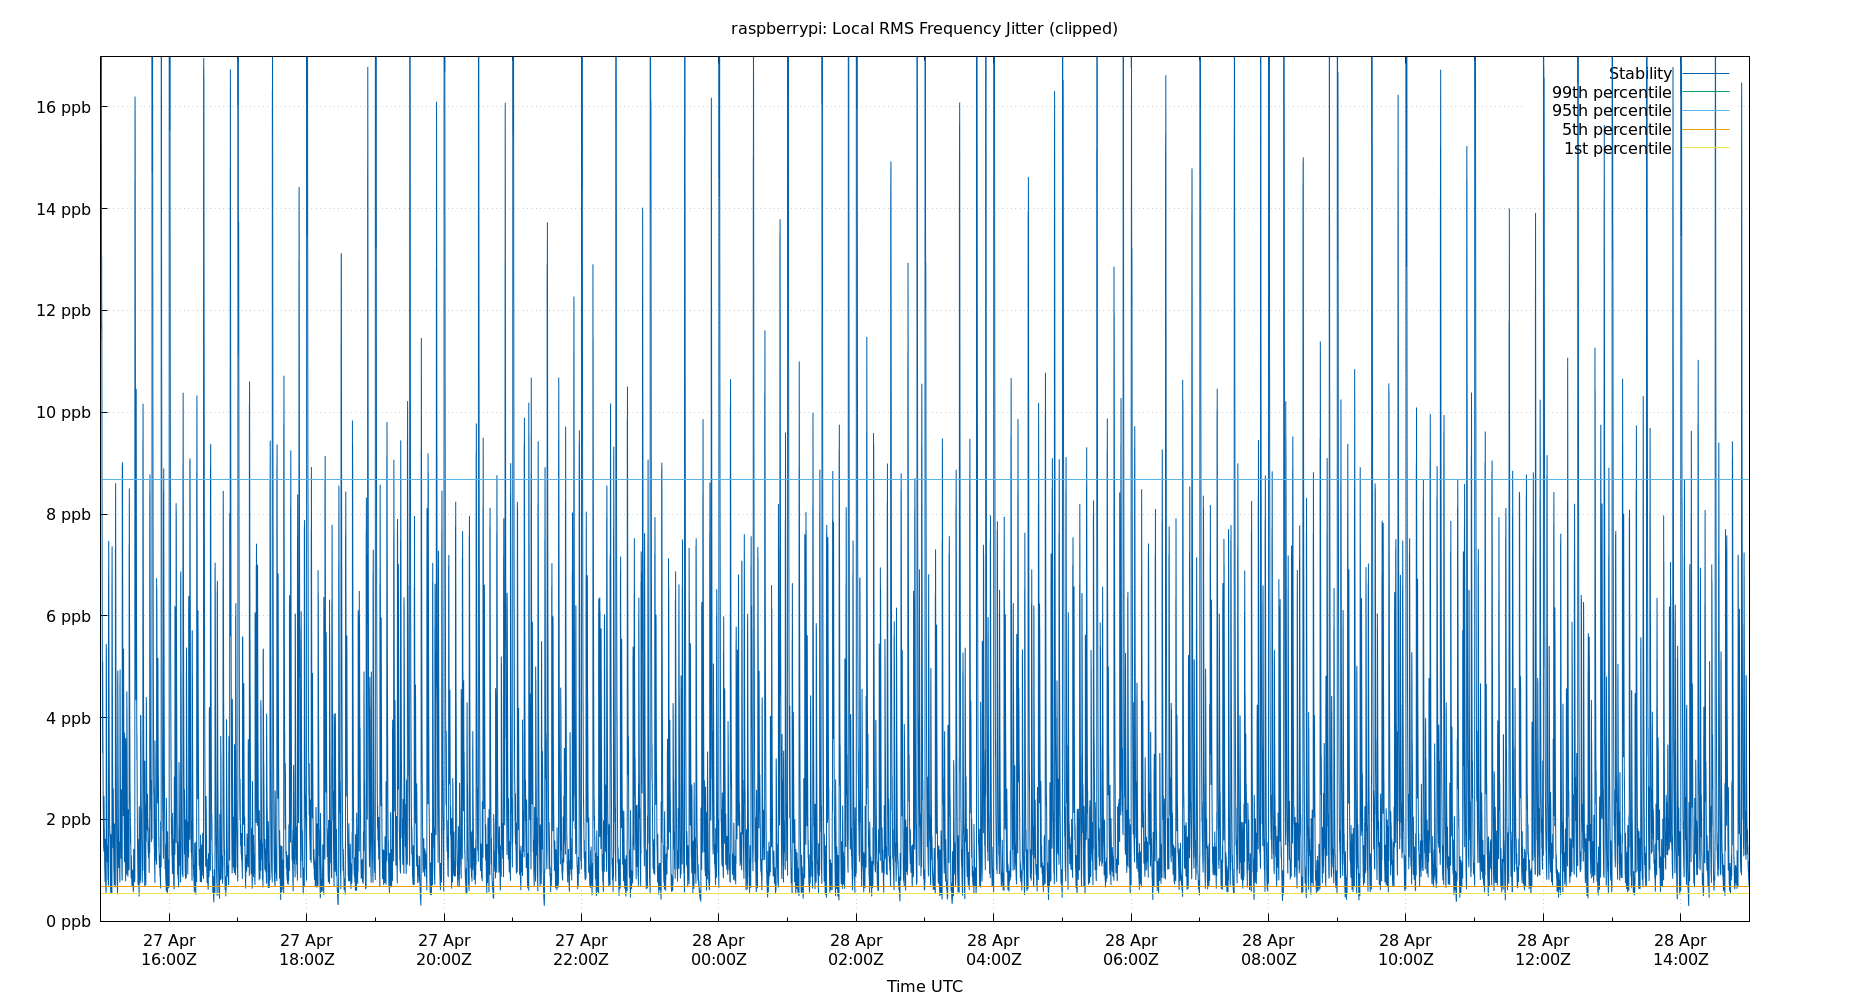 raspberrypi: Local RMS Frequency Jitter (clipped)
Stability
99th percentile
95th percentile
5th percentile
1st percentile
16 ppb
14 ppb
12 ppb
10 ppb
8 ppb
6 ppb
4 ppb
2 ppb
0 ppb
27 Apr 27 Apr 27 Apr 27 Apr 28 Apr 28 Apr 28 Apr 28 Apr 28 Apr 28 Apr 28 Apr 28 Apr
16:00Z 18:00Z 20:00Z 22:00Z 00:00Z 02:00Z 04:00Z 06:00Z 08:00Z 10:00Z 12:00Z 14:00Z
Time UTC